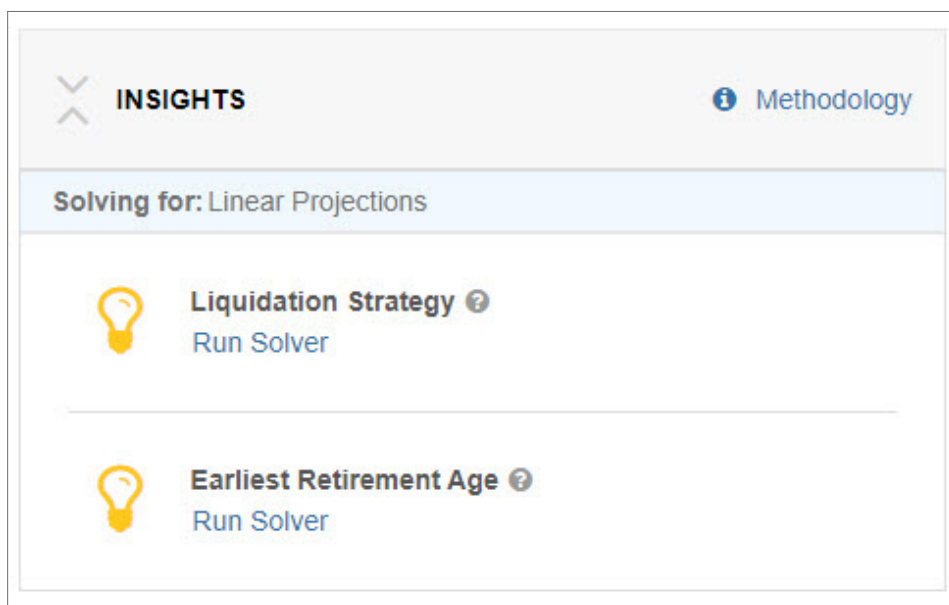 INSIGHTS
Methodology
Solving for: Linear Projections
Liquidation Strategy
Run Solver
Earliest Retirement Age
Run Solver